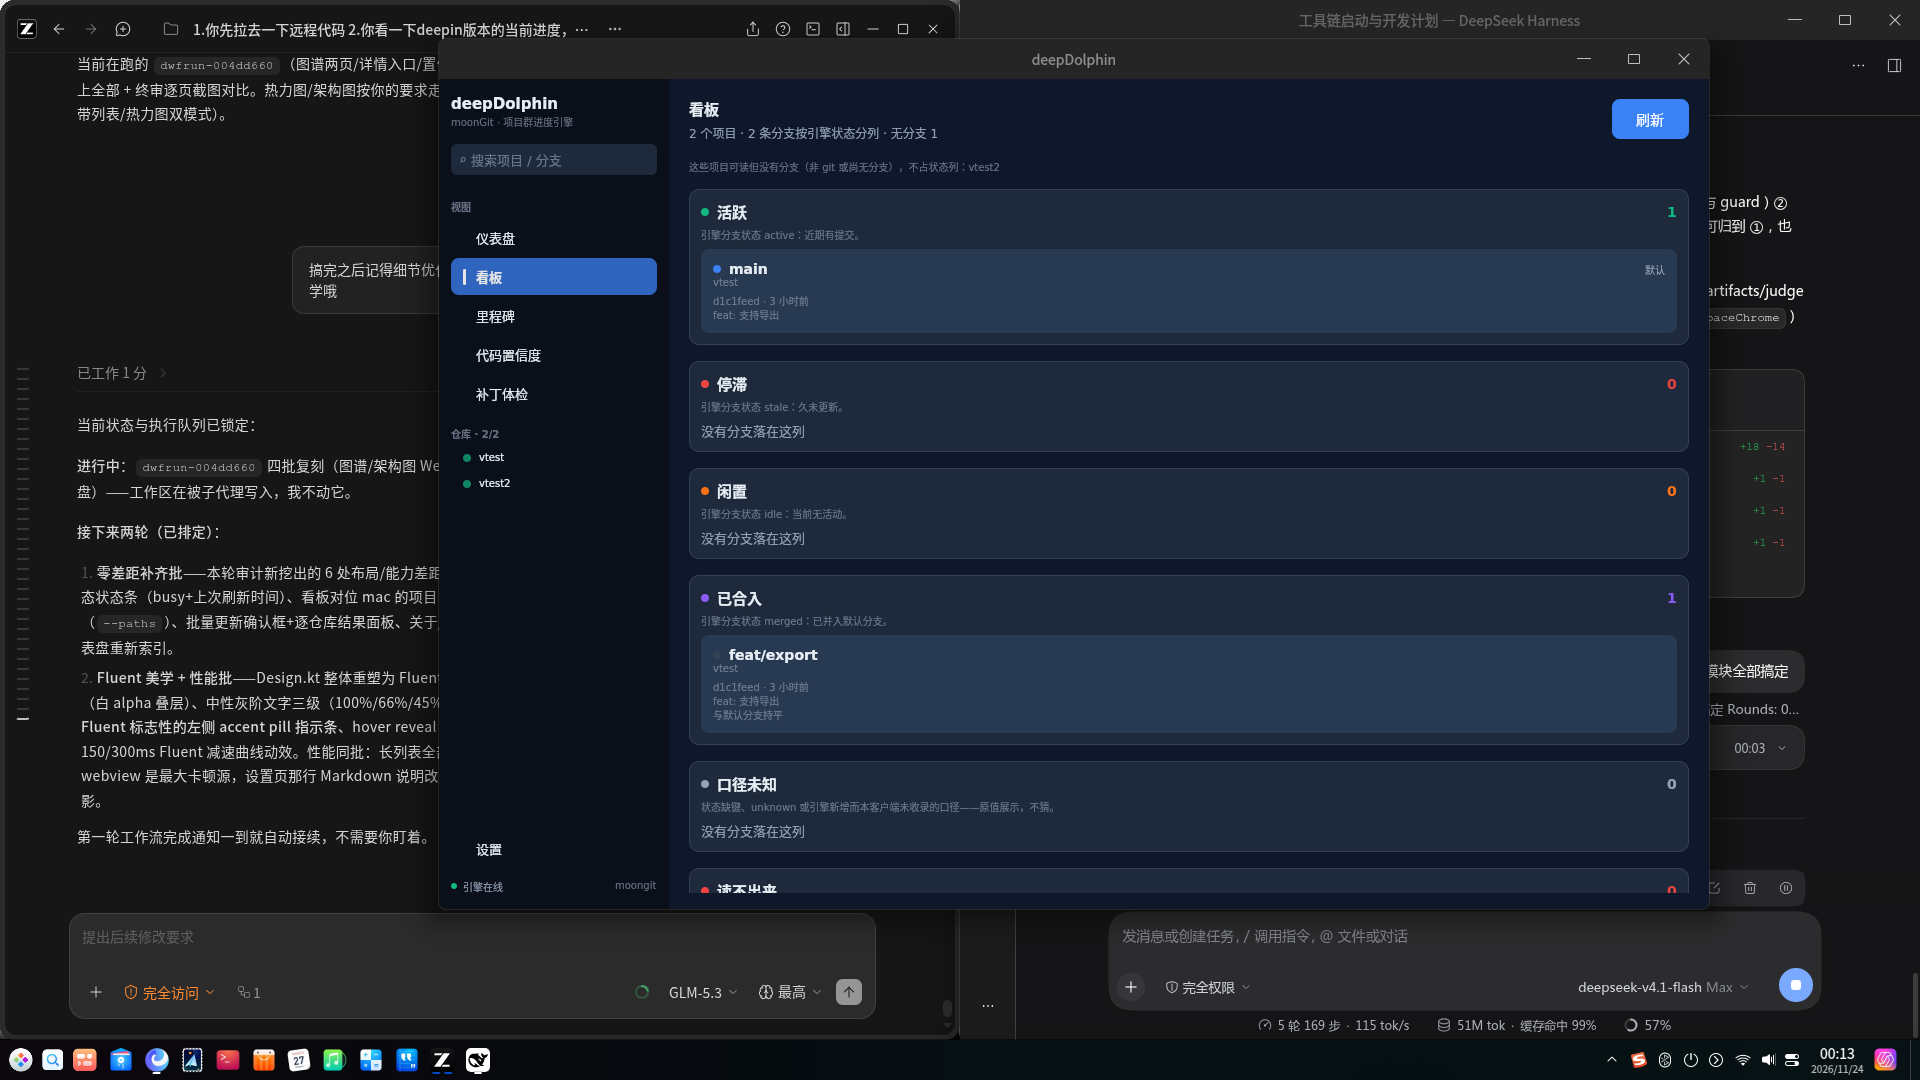 1.你先拉去一下远程代码 2.你看一下deepin版本的当前进度，…
工具链启动与开发计划 — DeepSeek Harness
当前在跑的 dwfrun-004dd660（图谱两页/详情入口/置
上全部 + 终审逐页截图对比。热力图/架构图按你的要求走
带列表/热力图双模式）。
搞完之后记得细节优化
学哦
已工作 1 分
当前状态与执行队列已锁定：
进行中： dwfrun-004dd660 四批复刻（图谱/架构图 We
盘）——工作区在被子代理写入，我不动它。
接下来两轮（已排定）：
1. 零差距补齐批——本轮审计新挖出的 6 处布局/能力差距
态状态条（busy+上次刷新时间）、看板对位 mac 的项目
（ --paths ）、批量更新确认框+逐仓库结果面板、关于
表盘重新索引。
2. Fluent 美学 + 性能批——Design.kt 整体重塑为 Fluent
（白 alpha 叠层）、中性灰阶文字三级（100%/66%/45%
Fluent 标志性的左侧 accent pill 指示条、hover reveal
150/300ms Fluent 减速曲线动效。性能同批：长列表全
webview 是最大卡顿源，设置页那行 Markdown 说明改
影。
第一轮工作流完成通知一到就自动接续，不需要你盯着。
提出后续修改要求
完全访问
1
GLM-5.3
最高
deepDolphin
deepDolphin
moonGit · 项目群进度引擎
搜索项目 / 分支
视图
仪表盘
看板
里程碑
代码置信度
补丁体检
仓库 · 2/2
vtest
vtest2
设置
引擎在线
moongit
看板
2 个项目 · 2 条分支按引擎状态分列 · 无分支 1
刷新
这些项目可读但没有分支（非 git 或尚无分支），不占状态列：vtest2
活跃
1
引擎分支状态 active：近期有提交。
main
默认
vtest
d1c1feed · 3 小时前
feat: 支持导出
停滞
0
引擎分支状态 stale：久未更新。
没有分支落在这列
闲置
0
引擎分支状态 idle：当前无活动。
没有分支落在这列
已合入
1
引擎分支状态 merged：已并入默认分支。
feat/export
vtest
d1c1feed · 3 小时前
feat: 支持导出
与默认分支持平
口径未知
0
状态缺键、unknown 或引擎新增而本客户端未收录的口径——原值展示，不猜。
没有分支落在这列
读不出来
0
guard ) ②
可归到 ①，也
artifacts/judge
paceChrome )
+18 -14
+1 -1
+1 -1
+1 -1
模块全部搞定
定 Rounds: 0...
00:03
发消息或创建任务, / 调用指令, @ 文件或对话
完全权限
deepseek-v4.1-flash Max
5 轮 169 步 · 115 tok/s
51M tok · 缓存命中 99%
57%
27
00:13
2026/11/24